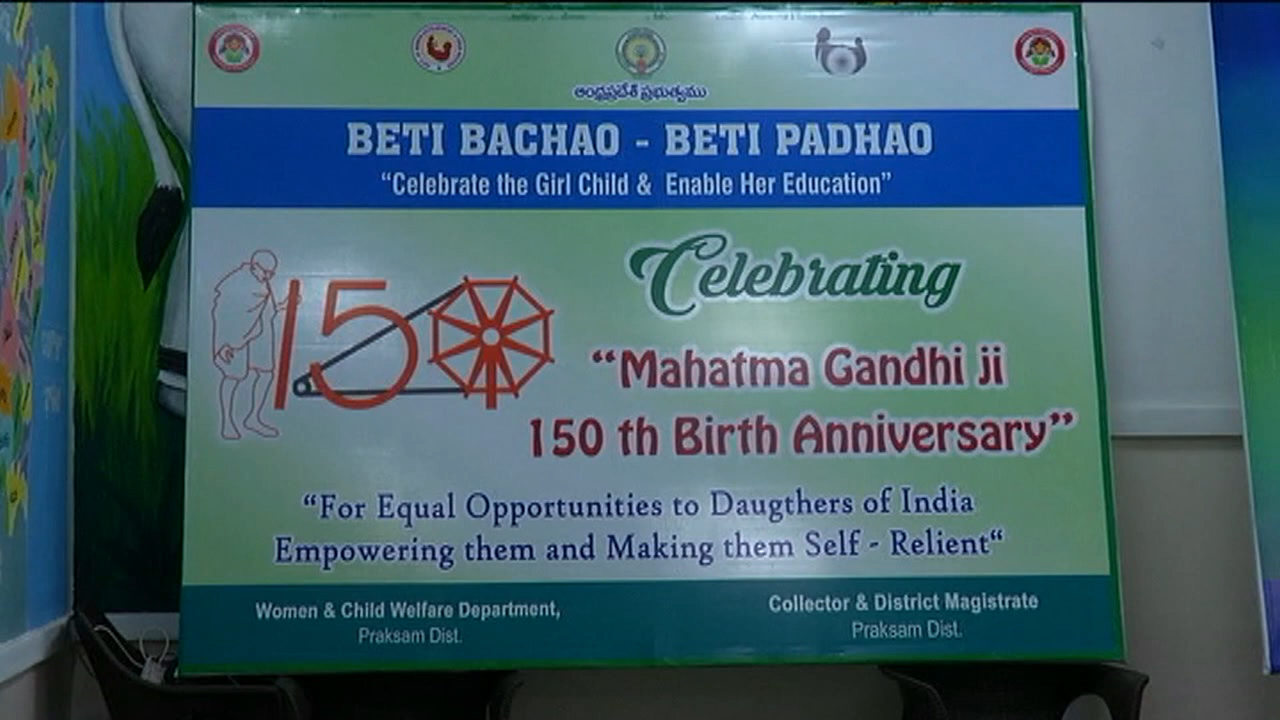 ఆంధ్రప్రదేశ్ ప్రభుత్వము
BETI BACHAO - BETI PADHAO
“Celebrate the Girl Child & Enable Her Education”
150
Celebrating
“Mahatma Gandhi ji
150 th Birth Anniversary”
“For Equal Opportunities to Daugthers of India
Empowering them and Making them Self - Relient“
Women & Child Welfare Department,
Praksam Dist.
Collector & District Magistrate
Praksam Dist.